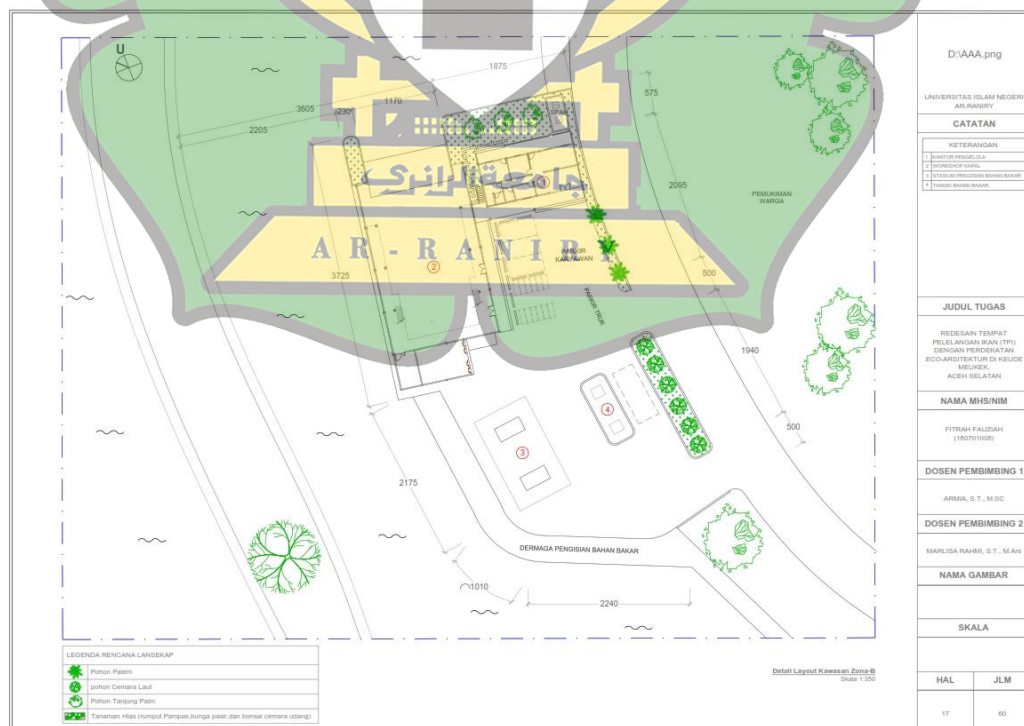 U
1875
575
3605
1170
230
2205
جامعة الرانري
2095
PEMUKIMAN
WARGA
AR-RANIRY
PARKIR
KARYAWAN
1
2
3725
500
PARKIR TRUK
1940
4
500
3
2175
DERMAGA PENGISIAN BAHAN BAKAR
1010
2240
LEGENDA RENCANA LANSEKAP
Pohon Palem
pohon Cemara Laut
Pohon Tanjung Palm
Tanaman Hias (rumput Pampas,bunga pasir,dan bonsai cemara udang)
Detail Layout Kawasan Zona-B
Skala 1:350
D:\AAA.png
UNIVERSITAS ISLAM NEGERI
AR-RANIRY
CATATAN
KETERANGAN
1 KANTOR PENGELOLA
2 WORKSHOP KAPAL
3 STASIUM PENGISIAN BAHAN BAKAR
4 TANGKI BAHAN BAKAR
JUDUL TUGAS
REDESAIN TEMPAT
PELELANGAN IKAN (TPI)
DENGAN PERDEKATAN
ECO-ARSITEKTUR DI KEUDE
MEUKEK,
ACEH SELATAN
NAMA MHS/NIM
FITRAH FAUZIAH
(160701006)
DOSEN PEMBIMBING 1
ARMIA, S.T., M.SC
DOSEN PEMBIMBING 2
MARLISA RAHMI, S.T., M.Ars
NAMA GAMBAR
SKALA
HAL JLM
17 60